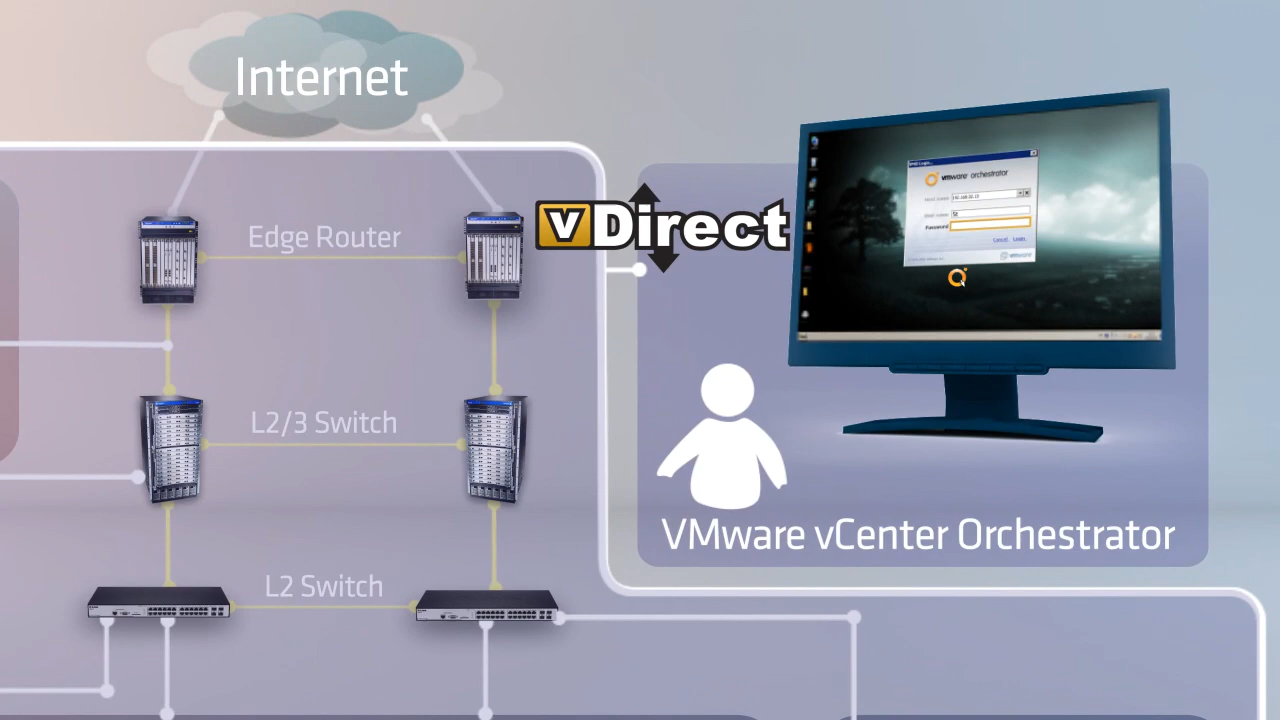 Internet
Edge Router
vDirect
vmware orchestrator
Password
L2/3 Switch
VMware vCenter Orchestrator
L2 Switch